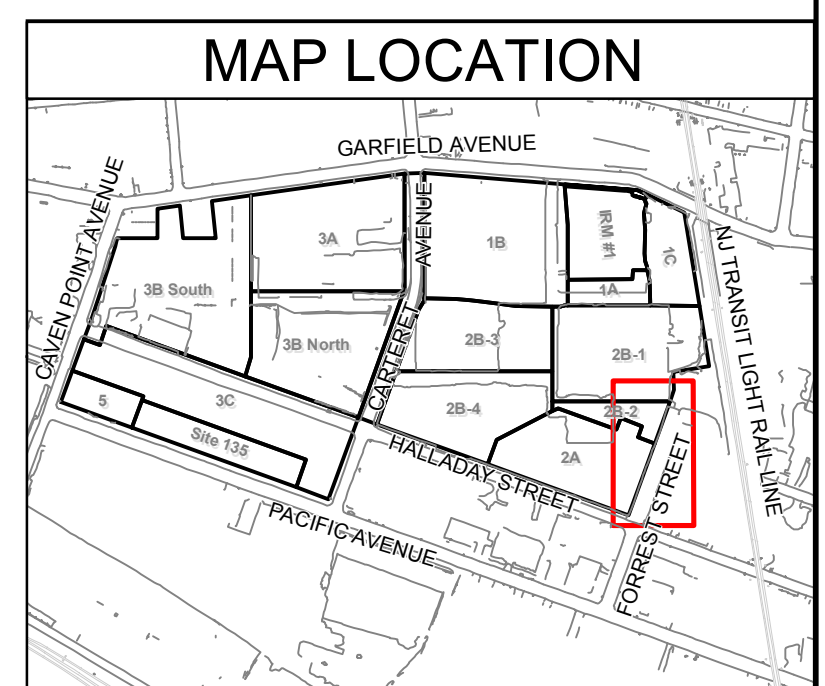 MAP LOCATION
GARFIELD AVENUE
CAVEN POINT AVENUE
NJ TRANSIT LIGHT RAIL LINE
CARTERET AVENUE
IRM #1
3A
1B
1C
1A
3B South
3B North
2B-3
2B-1
3C
5
Site 135
2B-4
2B-2
2A
HALLADAY STREET
PACIFIC AVENUE
FORREST STREET